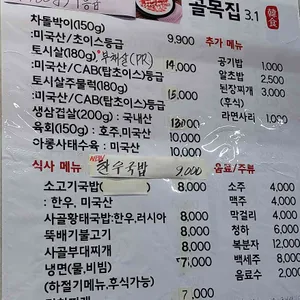 골목집 3.1 韓食
차돌박이(150g)
:미국산/초이스등급 9,900
토시살(180g) 부채살(PR)
:미국산/CAB(탑초이스)등급 14,000
토시살주물럭(180g)
:미국산/CAB(탑초이스)등급
생삼겹살(200g) : 국내산
육회(150g) : 호주,미국산 10,000
아롱사태수육 : 미국산 10,000
추가 메뉴
공기밥 1,000
알초밥 2,500
된장찌개 3,000
(후식)
라면사리 1,000
식사 메뉴 NEW 한수국밥 9,000
소고기국밥( ) 8,000
: 한우, 미국산
사골황태국밥:한우,러시아 8,000
뚝배기불고기 8,000
사골부대찌개 8,000
냉면(물,비빔) ,000
(하절기메뉴,후식가능) ,000
음료/주류
소주 4,000
맥주 4,000
막걸리 4,000
청하 6,000
복분자 12,000
백세주 8,000
음료수 2,000